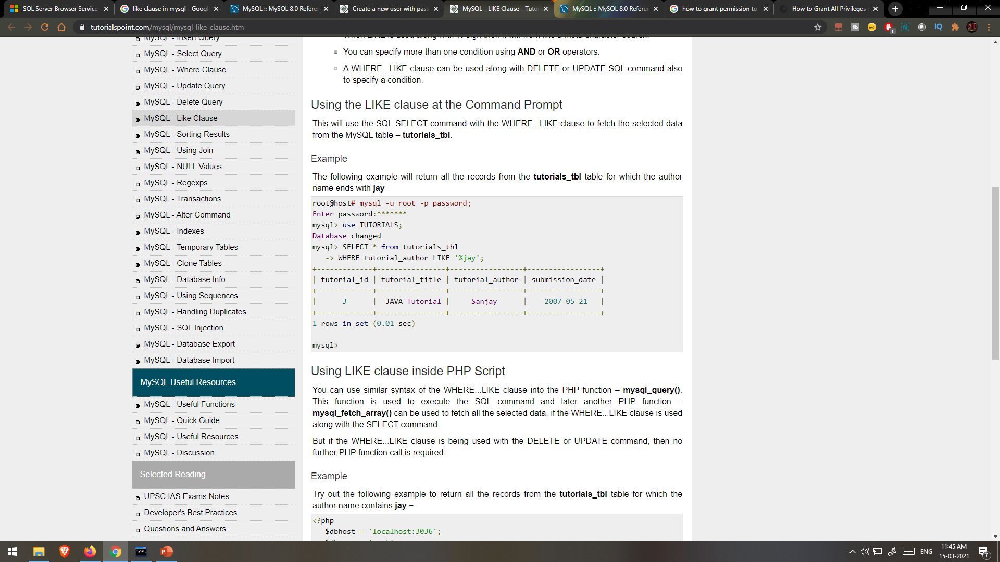 SQL Server Browser Service
like clause in mysql - Googl
MySQL :: MySQL 8.0 Referen
Create a new user with pass
MySQL - LIKE Clause - Tuto
MySQL :: MySQL 8.0 Referen
how to grant permission to
How to Grant All Privileges
tutorialspoint.com/mysql/mysql-like-clause.htm
MySQL - Insert Query
MySQL - Select Query
MySQL - Where Clause
MySQL - Update Query
MySQL - Delete Query
MySQL - Like Clause
MySQL - Sorting Results
MySQL - Using Join
MySQL - NULL Values
MySQL - Regexps
MySQL - Transactions
MySQL - Alter Command
MySQL - Indexes
MySQL - Temporary Tables
MySQL - Clone Tables
MySQL - Database Info
MySQL - Using Sequences
MySQL - Handling Duplicates
MySQL - SQL Injection
MySQL - Database Export
MySQL - Database Import
MySQL Useful Resources
MySQL - Useful Functions
MySQL - Quick Guide
MySQL - Useful Resources
MySQL - Discussion
Selected Reading
UPSC IAS Exams Notes
Developer's Best Practices
Questions and Answers
When LIKE is used along with % sign then it will work like a meta character search.
You can specify more than one condition using AND or OR operators.
A WHERE...LIKE clause can be used along with DELETE or UPDATE SQL command also
to specify a condition.
Using the LIKE clause at the Command Prompt
This will use the SQL SELECT command with the WHERE...LIKE clause to fetch the selected data
from the MySQL table – tutorials_tbl.
Example
The following example will return all the records from the tutorials_tbl table for which the author
name ends with jay −
root@host# mysql -u root -p password;
Enter password:*******
mysql> use TUTORIALS;
Database changed
mysql> SELECT * from tutorials_tbl
   -> WHERE tutorial_author LIKE '%jay';
+-------------+----------------+-----------------+-----------------+
| tutorial_id | tutorial_title | tutorial_author | submission_date |
+-------------+----------------+-----------------+-----------------+
|      3      |  JAVA Tutorial |     Sanjay      |    2007-05-21   |
+-------------+----------------+-----------------+-----------------+
1 rows in set (0.01 sec)
mysql>
Using LIKE clause inside PHP Script
You can use similar syntax of the WHERE...LIKE clause into the PHP function – mysql_query().
This function is used to execute the SQL command and later another PHP function –
mysql_fetch_array() can be used to fetch all the selected data, if the WHERE...LIKE clause is used
along with the SELECT command.
But if the WHERE...LIKE clause is being used with the DELETE or UPDATE command, then no
further PHP function call is required.
Example
Try out the following example to return all the records from the tutorials_tbl table for which the
author name contains jay −
<?php
   $dbhost = 'localhost:3036';
ENG
11:45 AM
15-03-2021
7